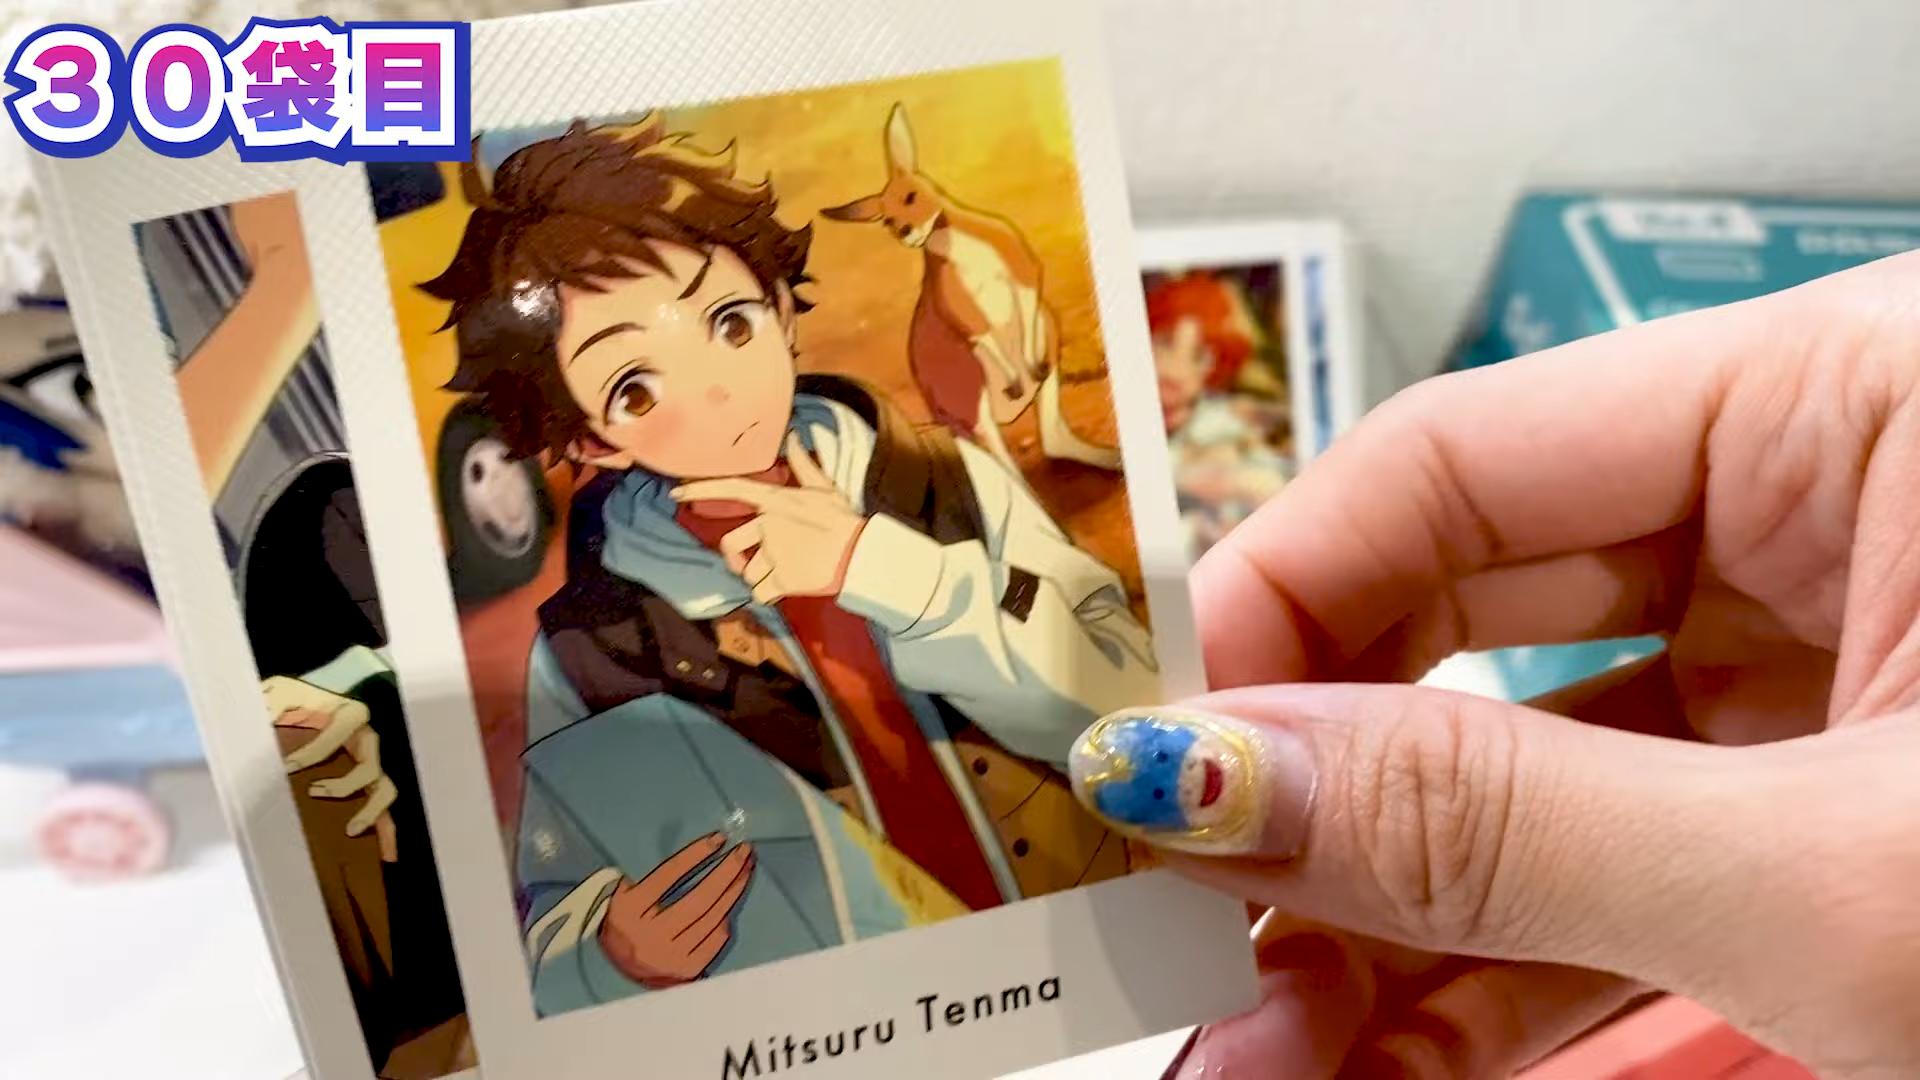 ３０袋目
Mitsuru Tenma